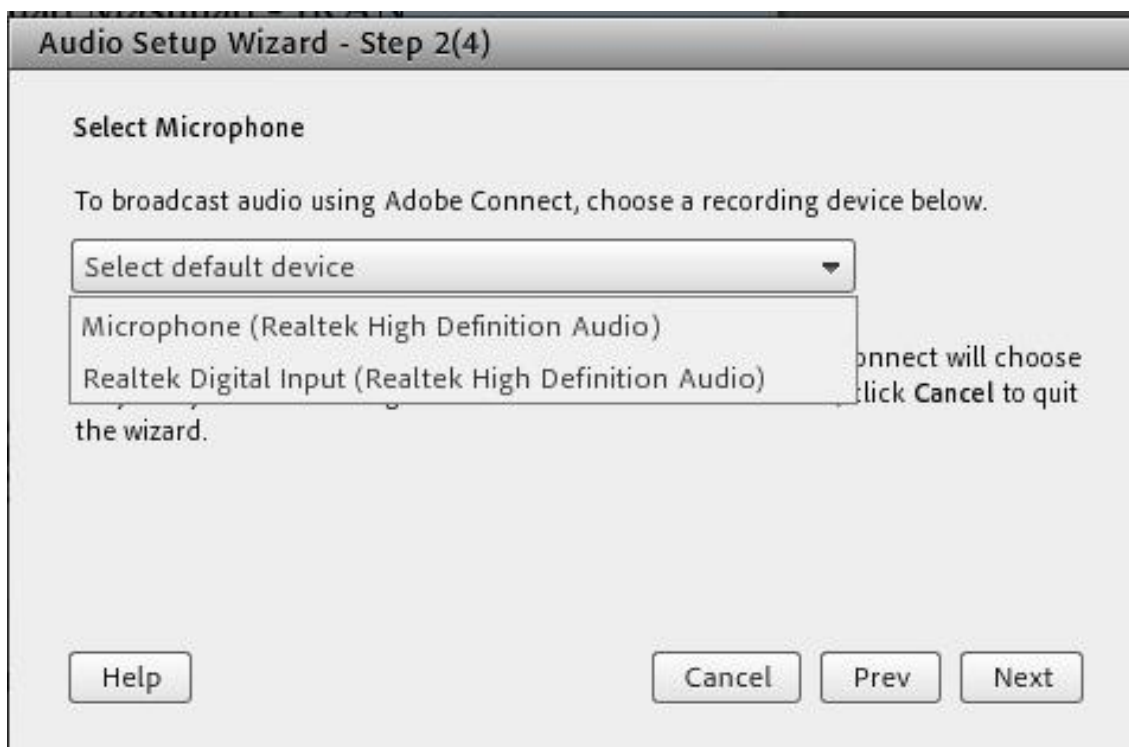 Audio Setup Wizard - Step 2(4)
Select Microphone
To broadcast audio using Adobe Connect, choose a recording device below.
Select default device
Microphone (Realtek High Definition Audio)
Realtek Digital Input (Realtek High Definition Audio)
onnect will choose
click Cancel to quit
the wizard.
Help
Cancel
Prev
Next